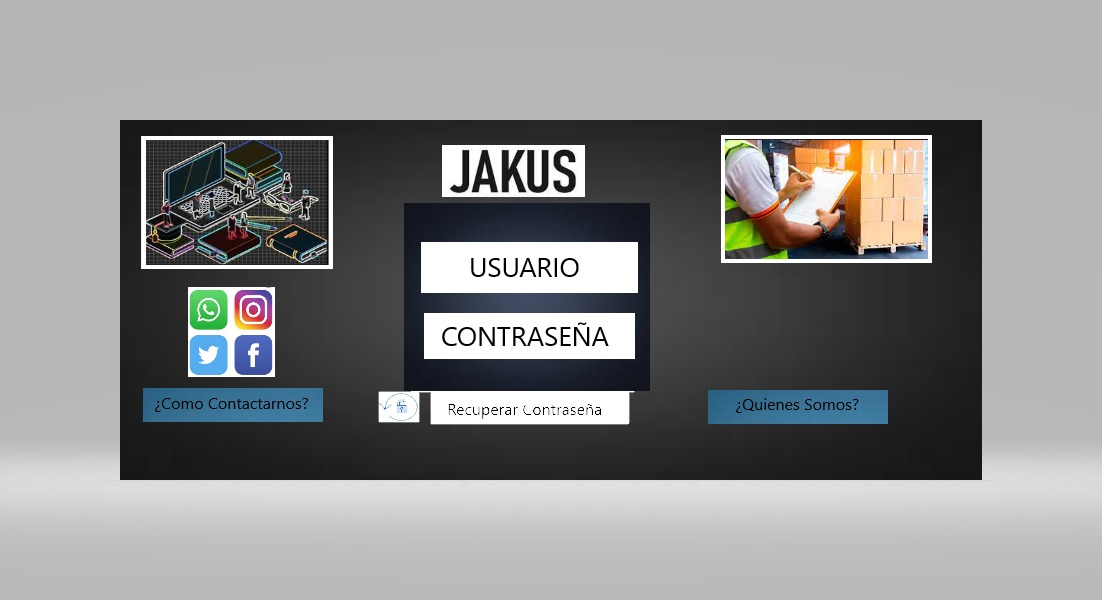 JAKUS
USUARIO
CONTRASEÑA
¿Como Contactarnos?
Recuperar Contraseña
¿Quienes Somos?